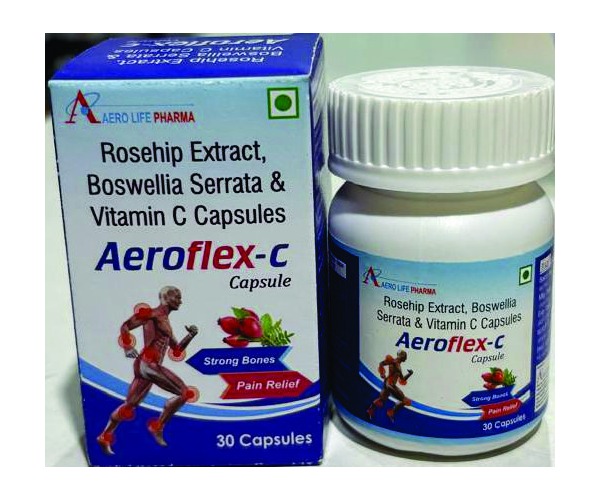 Rosehip Extract,
Boswellia Serrata &
Vitamin C Capsules
Aeroflex-C
AERO LIFE PHARMA
Rosehip Extract,
Boswellia Serrata &
Vitamin C Capsules
Aeroflex-C
Capsule
Strong Bones
Pain Relief
30 Capsules
AERO LIFE PHARMA
Rosehip Extract, Boswellia
Serrata & Vitamin C Capsules
Aeroflex-C
Capsule
Strong Bones
Pain Relief
30 Capsules